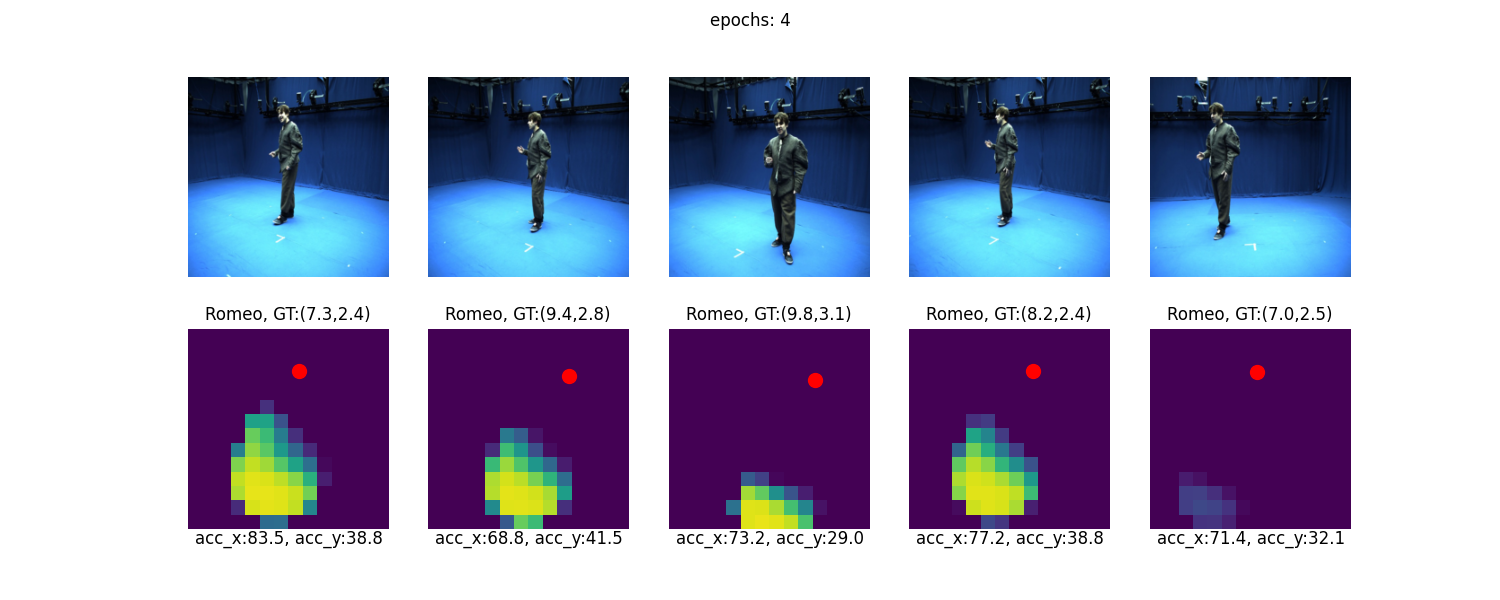 epochs: 4
Romeo, GT:(7.3,2.4)
Romeo, GT:(9.4,2.8)
Romeo, GT:(9.8,3.1)
Romeo, GT:(8.2,2.4)
Romeo, GT:(7.0,2.5)
acc_x:83.5, acc_y:38.8
acc_x:68.8, acc_y:41.5
acc_x:73.2, acc_y:29.0
acc_x:77.2, acc_y:38.8
acc_x:71.4, acc_y:32.1